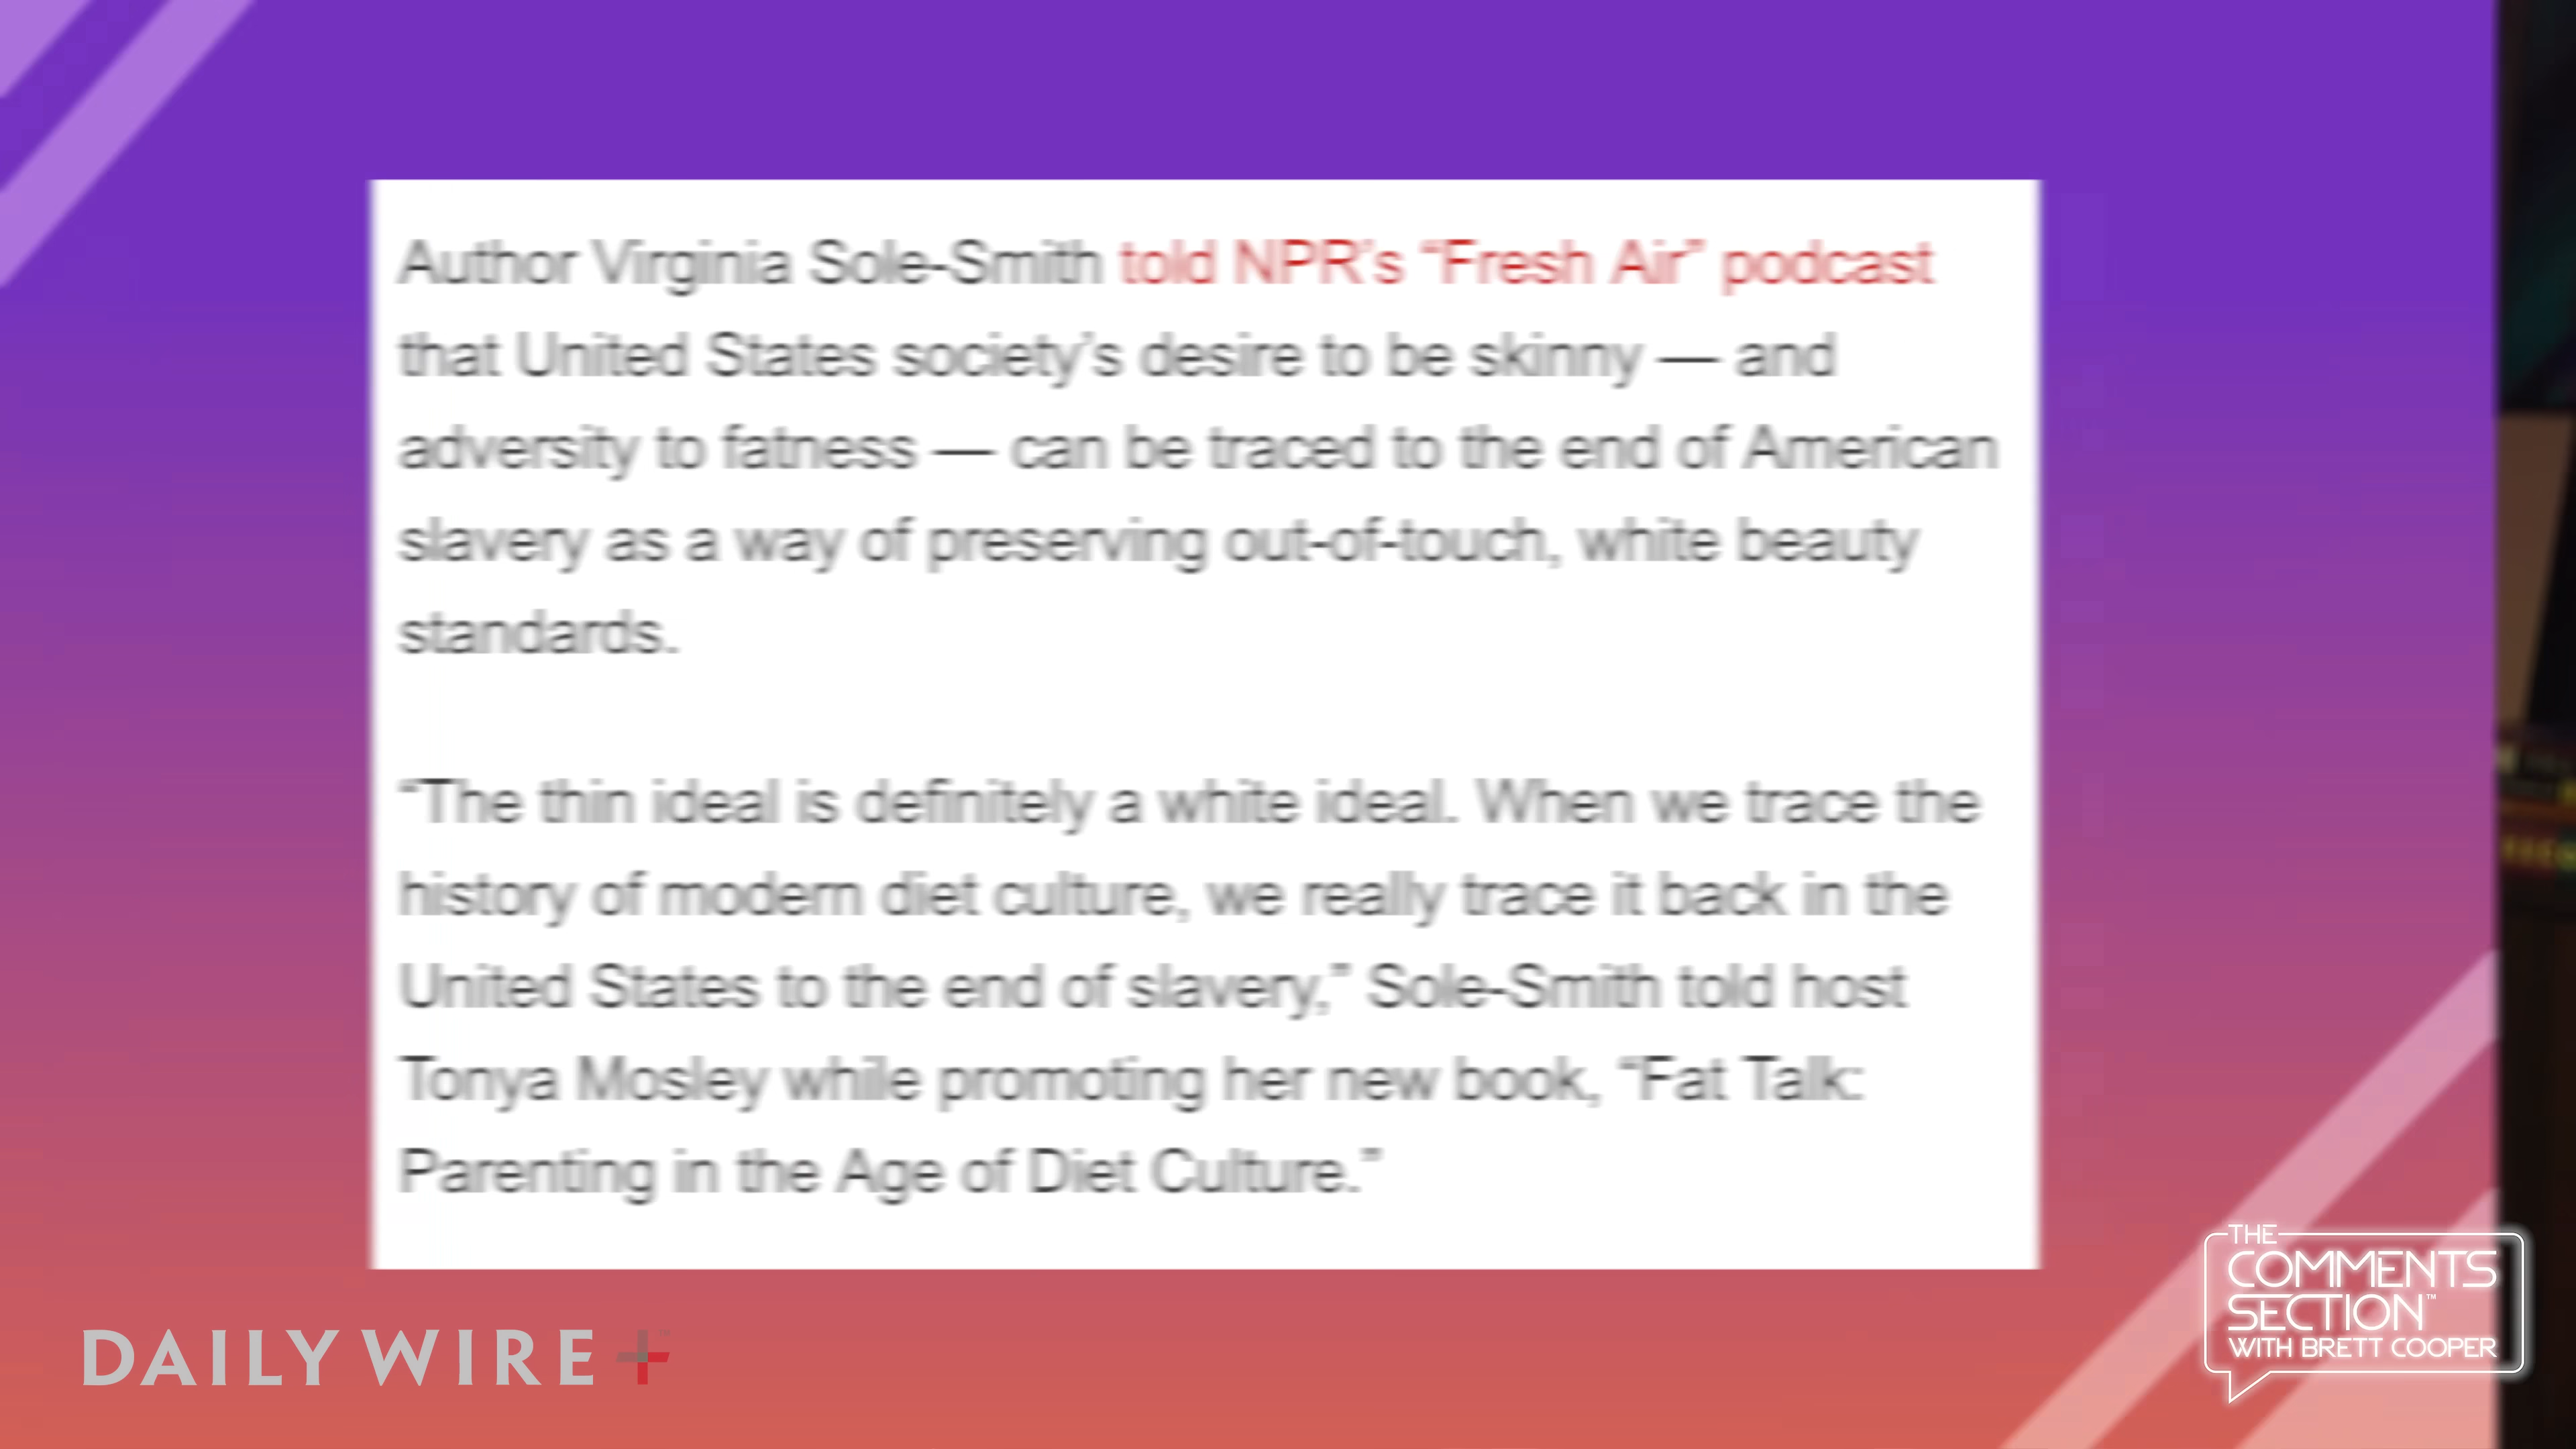 Author Virginia Sole-Smith told NPR's “Fresh Air” podcast
that United States society's desire to be skinny — and
adversity to fatness — can be traced to the end of American
slavery as a way of preserving out-of-touch, white beauty
standards.
“The thin ideal is definitely a white ideal. When we trace the
history of modern diet culture, we really trace it back in the
United States to the end of slavery,” Sole-Smith told host
Tonya Mosley while promoting her new book, “Fat Talk:
Parenting in the Age of Diet Culture.”
DAILY WIRE +
THE
COMMENTS
SECTION™
WITH BRETT COOPER